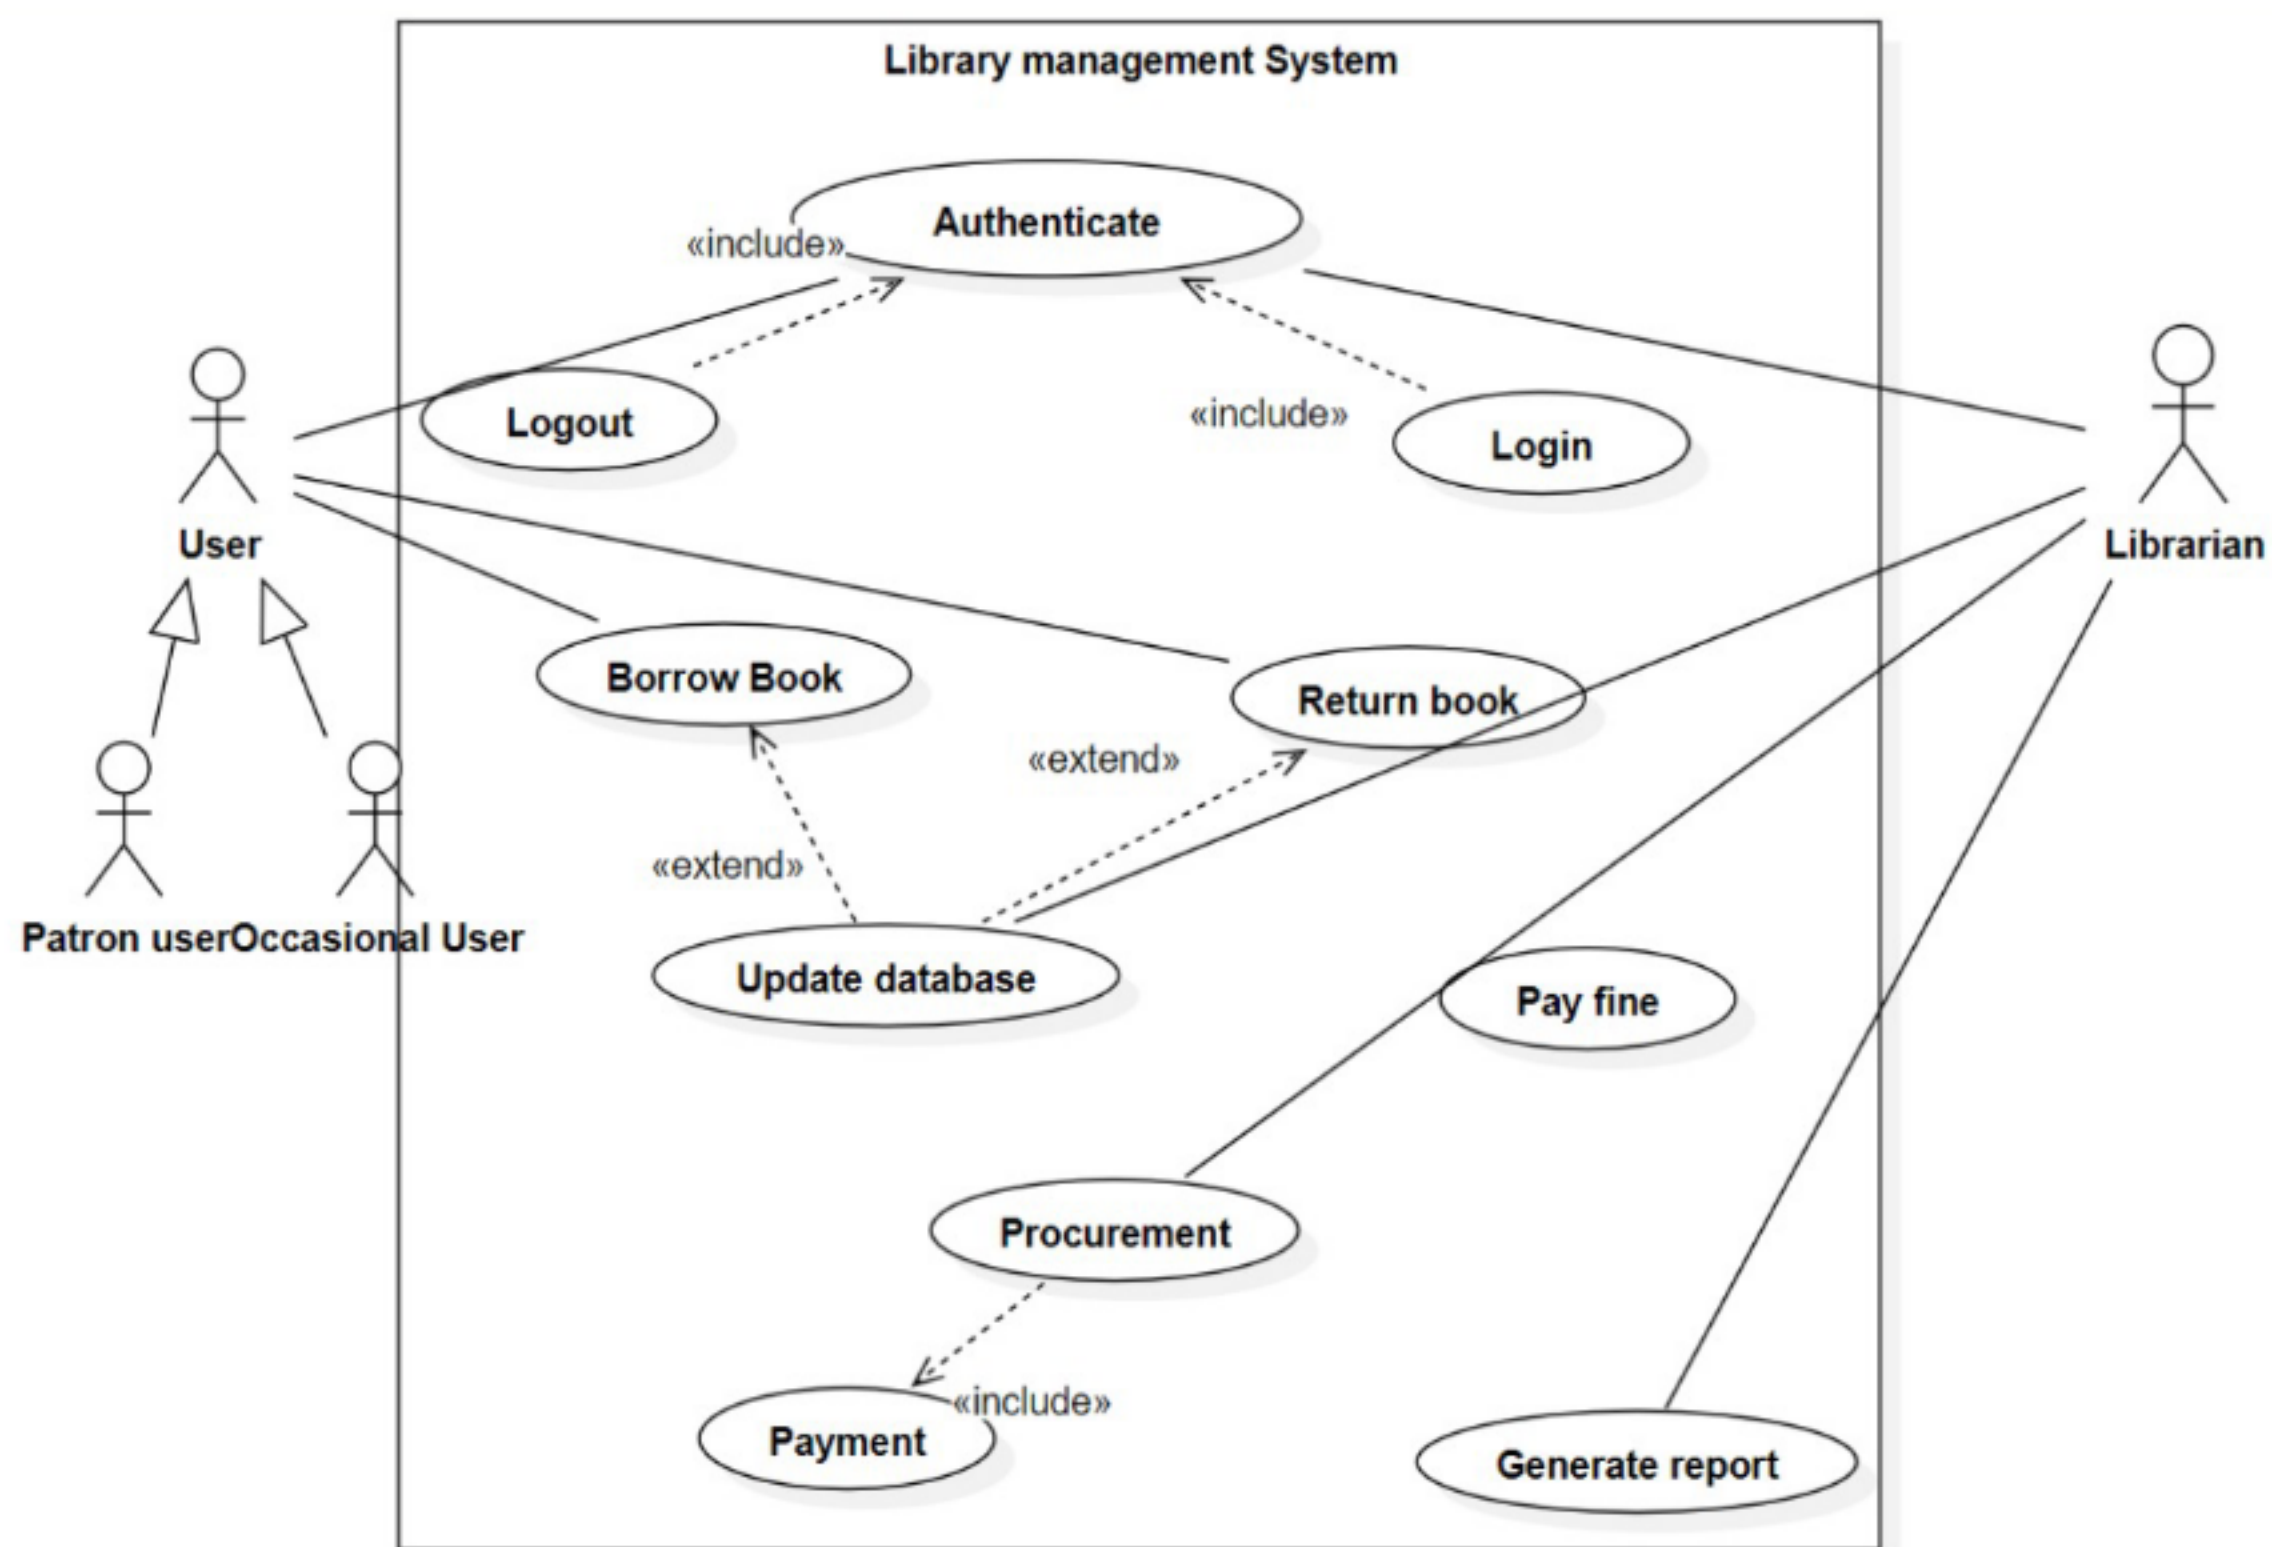 Library management System
Authenticate
«include»
Logout
«include»
Login
User
Librarian
Borrow Book
Return book
«extend»
«extend»
Patron user
Occasional User
Update database
Pay fine
Procurement
«include»
Payment
Generate report